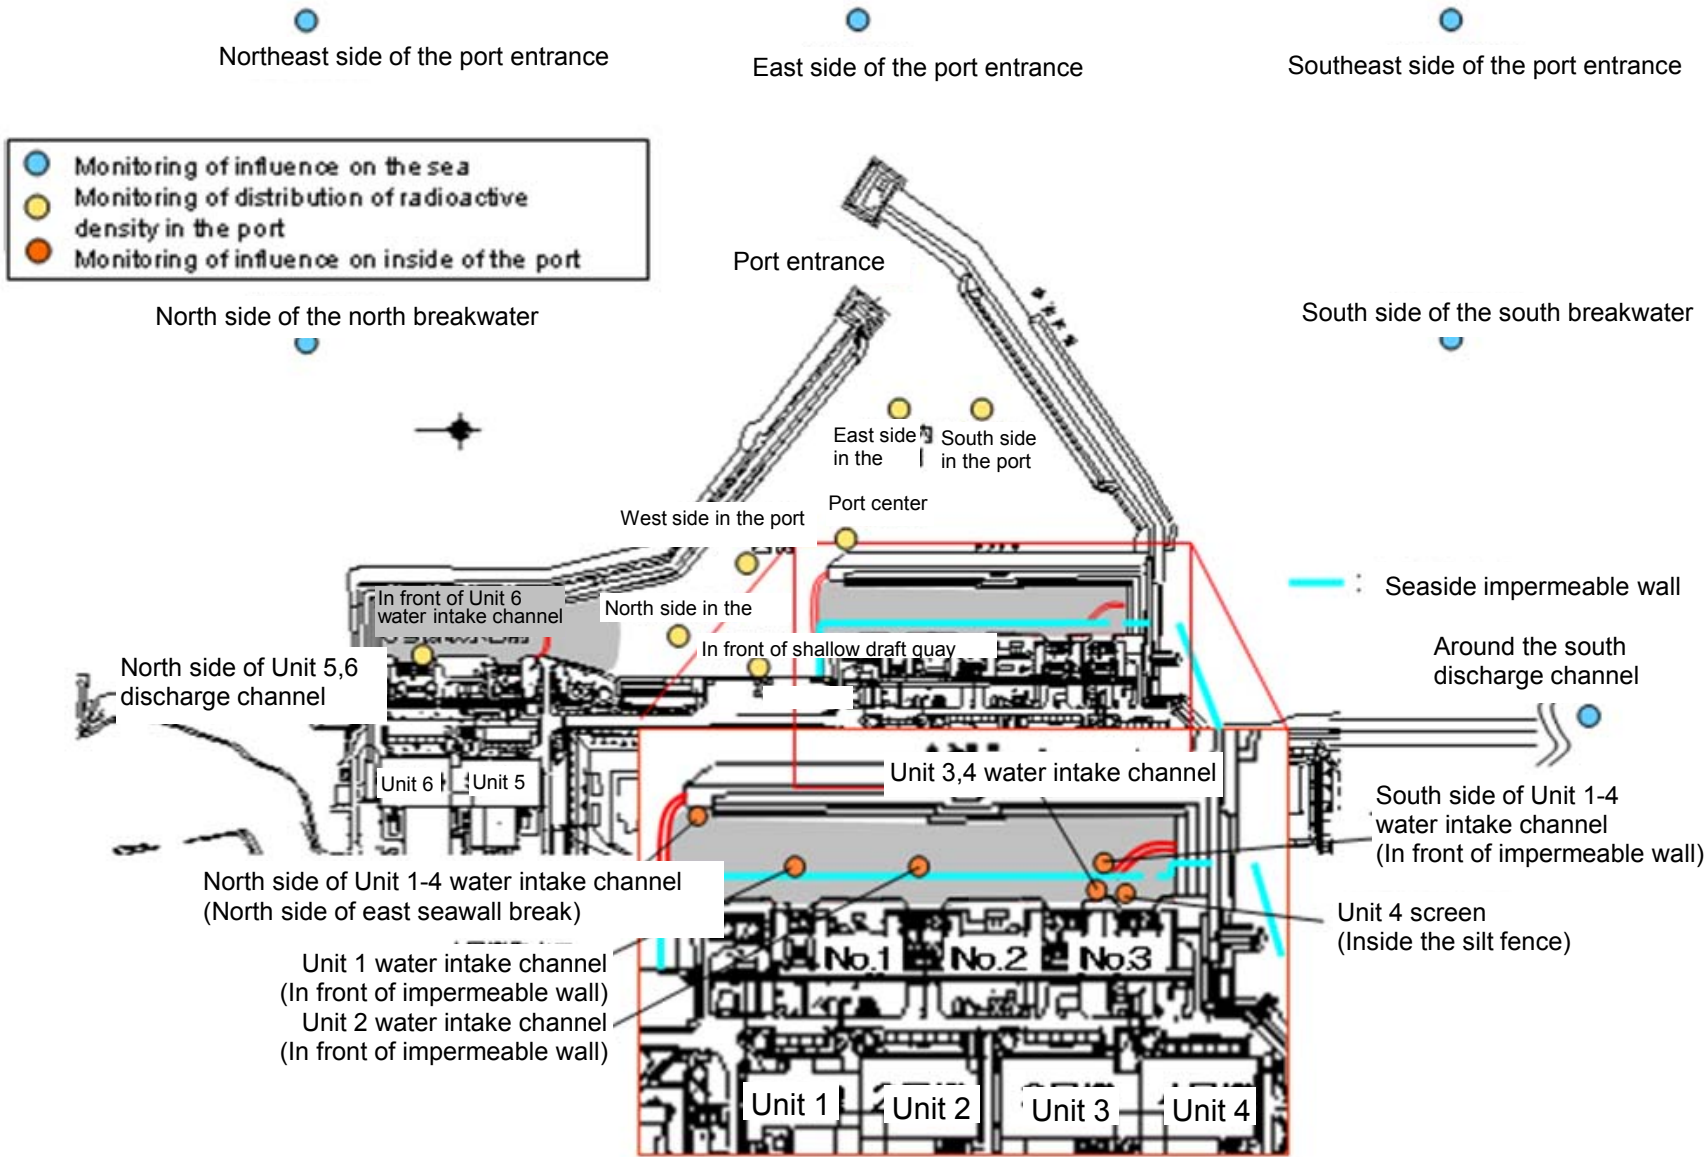 Northeast side of the port entrance
East side of the port entrance
Southeast side of the port entrance
Monitoring of influence on the sea
Monitoring of distribution of radioactive
density in the port
Monitoring of influence on inside of the port
Port entrance
North side of the north breakwater
South side of the south breakwater
East side
in the
South side
in the port
Port center
West side in the port
In front of Unit 6
water intake channel
North side in the
In front of shallow draft quay
: Seaside impermeable wall
North side of Unit 5,6
discharge channel
Around the south
discharge channel
Unit 6
Unit 5
Unit 3,4 water intake channel
South side of Unit 1-4
water intake channel
(In front of impermeable wall)
North side of Unit 1-4 water intake channel
(North side of east seawall break)
Unit 4 screen
(Inside the silt fence)
No.1
No.2
No.3
Unit 1 water intake channel
(In front of impermeable wall)
Unit 2 water intake channel
(In front of impermeable wall)
Unit 1
Unit 2
Unit 3
Unit 4